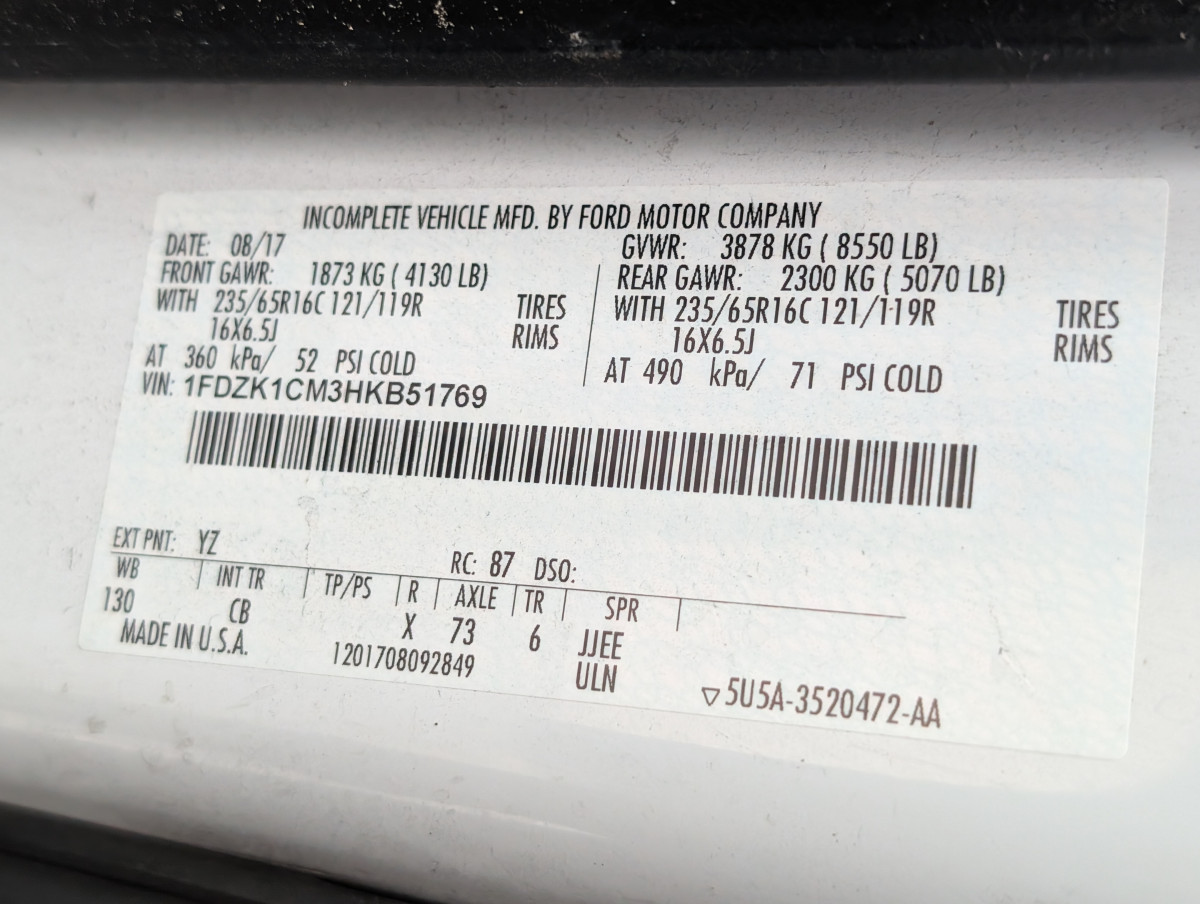 INCOMPLETE VEHICLE MFD. BY FORD MOTOR COMPANY
DATE: 08/17 GVWR: 3878 KG ( 8550 LB)
FRONT GAWR: 1873 KG ( 4130 LB) REAR GAWR: 2300 KG ( 5070 LB)
WITH 235/65R16C 121/119R TIRES WITH 235/65R16C 121/119R TIRES
16X6.5J RIMS 16X6.5J RIMS
AT 360 kPa/ 52 PSI COLD AT 490 kPa/ 71 PSI COLD
VIN: 1FDZK1CM3HKB51769
EXT PNT: YZ RC: 87 DSO:
WB INT TR TP/PS R AXLE TR SPR
130 CB X 73 6 JJEE
MADE IN U.S.A. 1201708092849 ULN
▽5U5A-3520472-AA